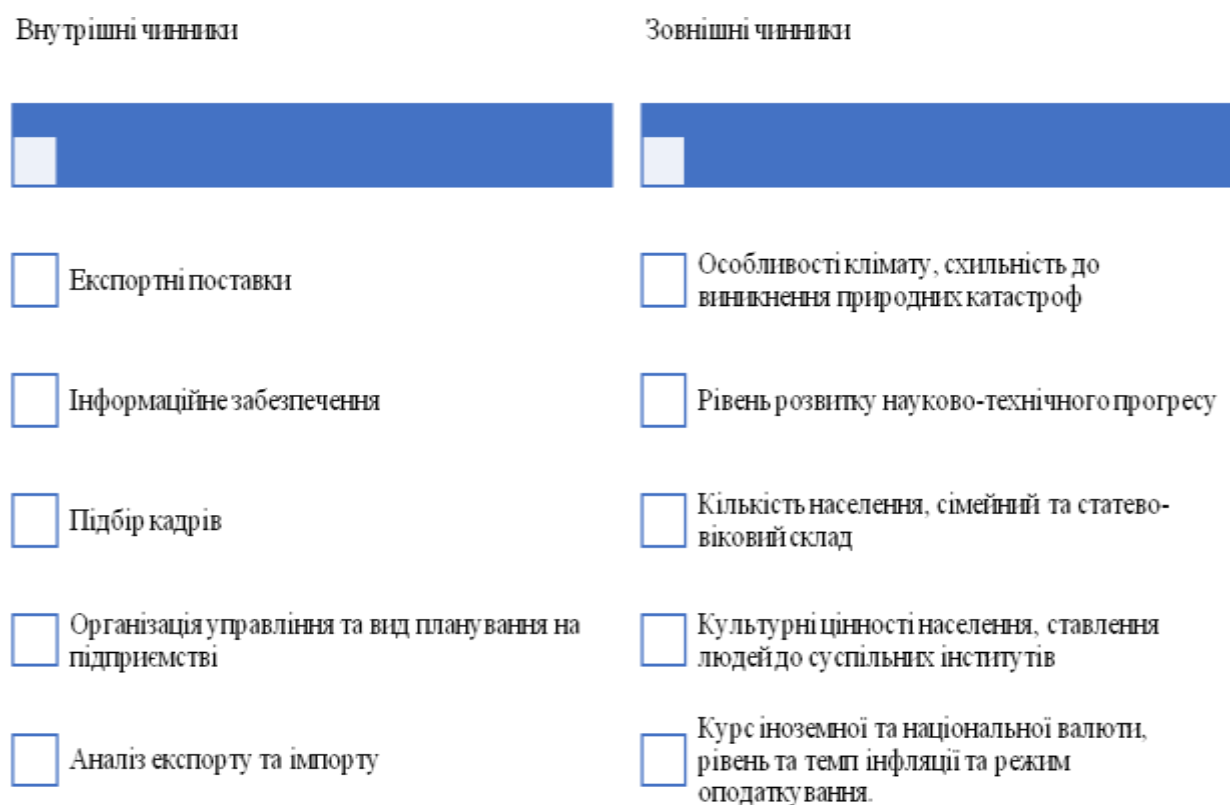 Внутрішні чинники
Експортні поставки
Інформаційне забезпечення
Підбір кадрів
Організація управління та вид планування на
підприємстві
Аналіз експорту та імпорту
Зовнішні чинники
Особливості клімату, схильність до
виникнення природних катастроф
Рівень розвитку науково-технічного прогресу
Кількість населення, сімейний та статево-
віковий склад
Культурні цінності населення, ставлення
людей до суспільних інститутів
Курс іноземної та національної валюти,
рівень та темп інфляції та режим
оподаткування.